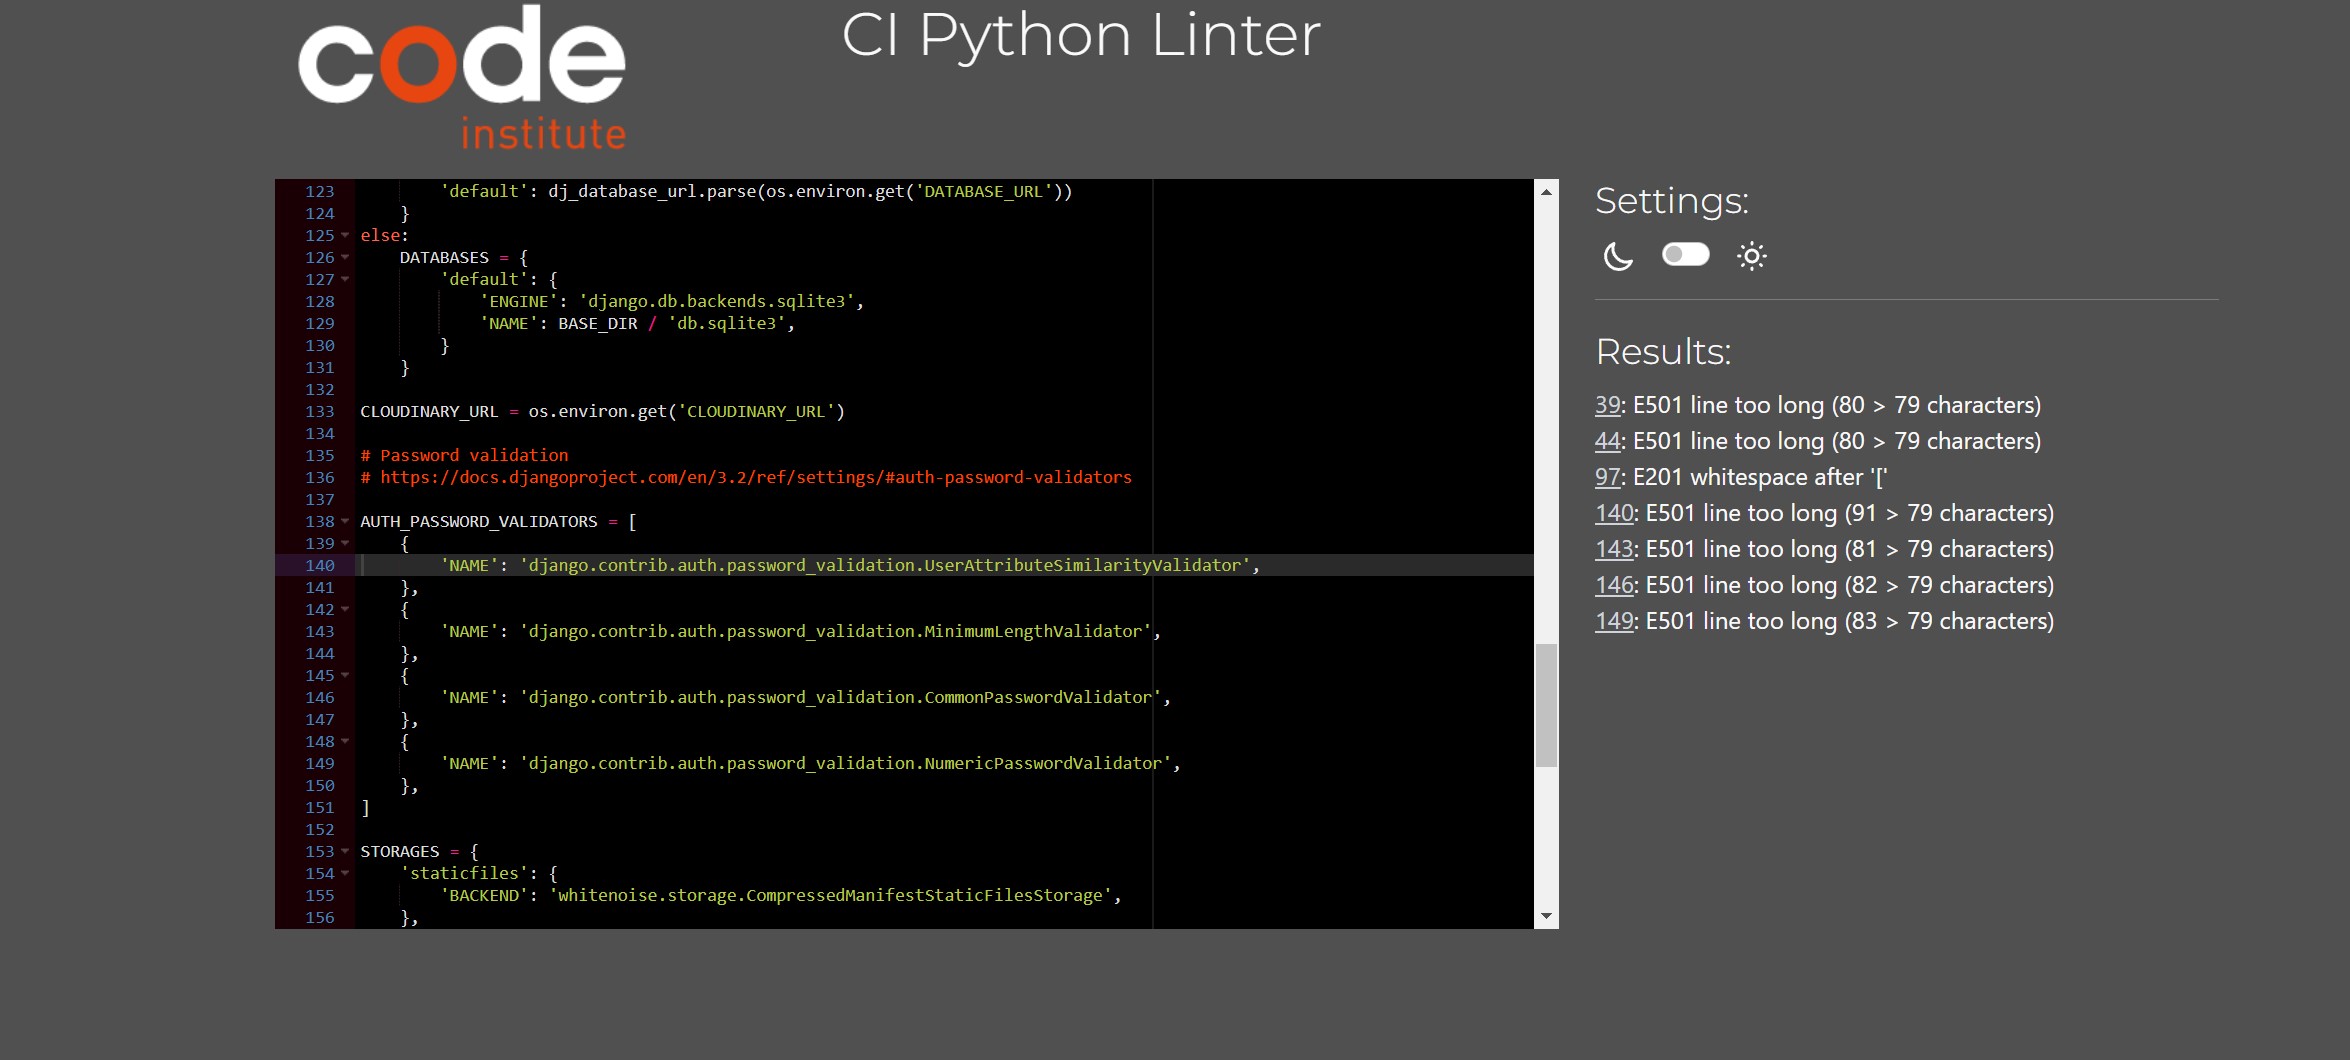 code
institute
CI Python Linter
123 'default': dj_database_url.parse(os.environ.get('DATABASE_URL'))
124 }
125 else:
126 DATABASES = {
127 'default': {
128 'ENGINE': 'django.db.backends.sqlite3',
129 'NAME': BASE_DIR / 'db.sqlite3',
130 }
131 }
132
133 CLOUDINARY_URL = os.environ.get('CLOUDINARY_URL')
134
135 # Password validation
136 # https://docs.djangoproject.com/en/3.2/ref/settings/#auth-password-validators
137
138 AUTH_PASSWORD_VALIDATORS = [
139 {
140 'NAME': 'django.contrib.auth.password_validation.UserAttributeSimilarityValidator',
141 },
142 {
143 'NAME': 'django.contrib.auth.password_validation.MinimumLengthValidator',
144 },
145 {
146 'NAME': 'django.contrib.auth.password_validation.CommonPasswordValidator',
147 },
148 {
149 'NAME': 'django.contrib.auth.password_validation.NumericPasswordValidator',
150 },
151 ]
152
153 STORAGES = {
154 'staticfiles': {
155 'BACKEND': 'whitenoise.storage.CompressedManifestStaticFilesStorage',
156 },
Settings:
Results:
39: E501 line too long (80 > 79 characters)
44: E501 line too long (80 > 79 characters)
97: E201 whitespace after '['
140: E501 line too long (91 > 79 characters)
143: E501 line too long (81 > 79 characters)
146: E501 line too long (82 > 79 characters)
149: E501 line too long (83 > 79 characters)